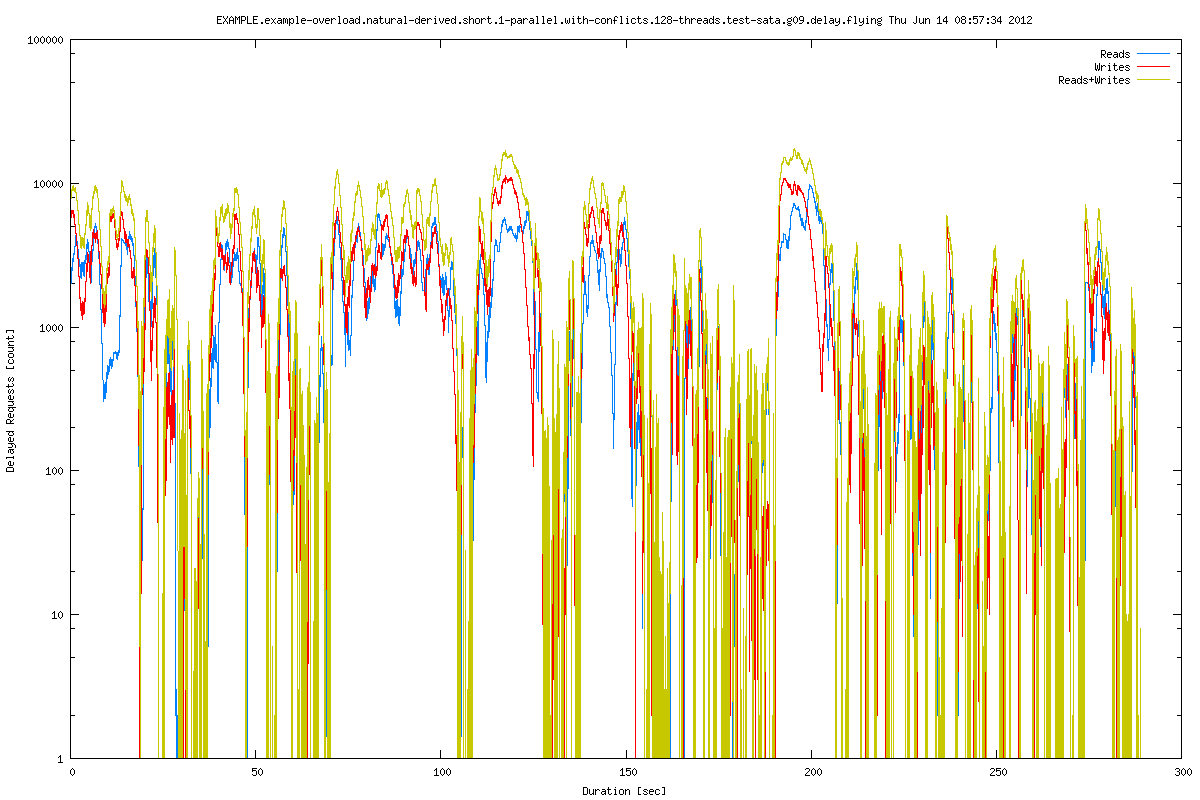 EXAMPLE.example-overload.natural-derived.short.1-parallel.with-conflicts.128-threads.test-sata.g09.delay.flying Thu Jun 14 08:57:34 2012
100000
Reads
Writes
Reads+Writes
10000
1000
Delayed Requests [count]
100
10
1
0 50 100 150 200 250 300
Duration [sec]